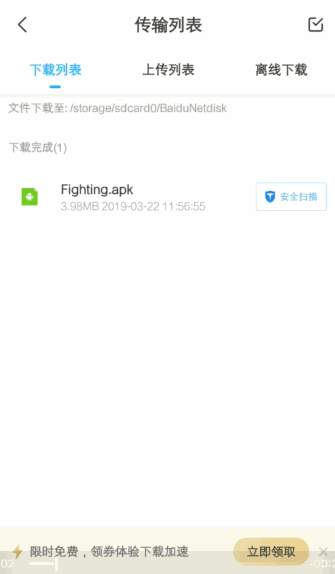 传输列表
下载列表 上传列表 离线下载
文件下载至: /storage/sdcard0/BaiduNetdisk
下载完成(1)
Fighting.apk
3.98MB 2019-03-22 11:56:55
安全扫描
限时免费，领券体验下载加速 立即领取